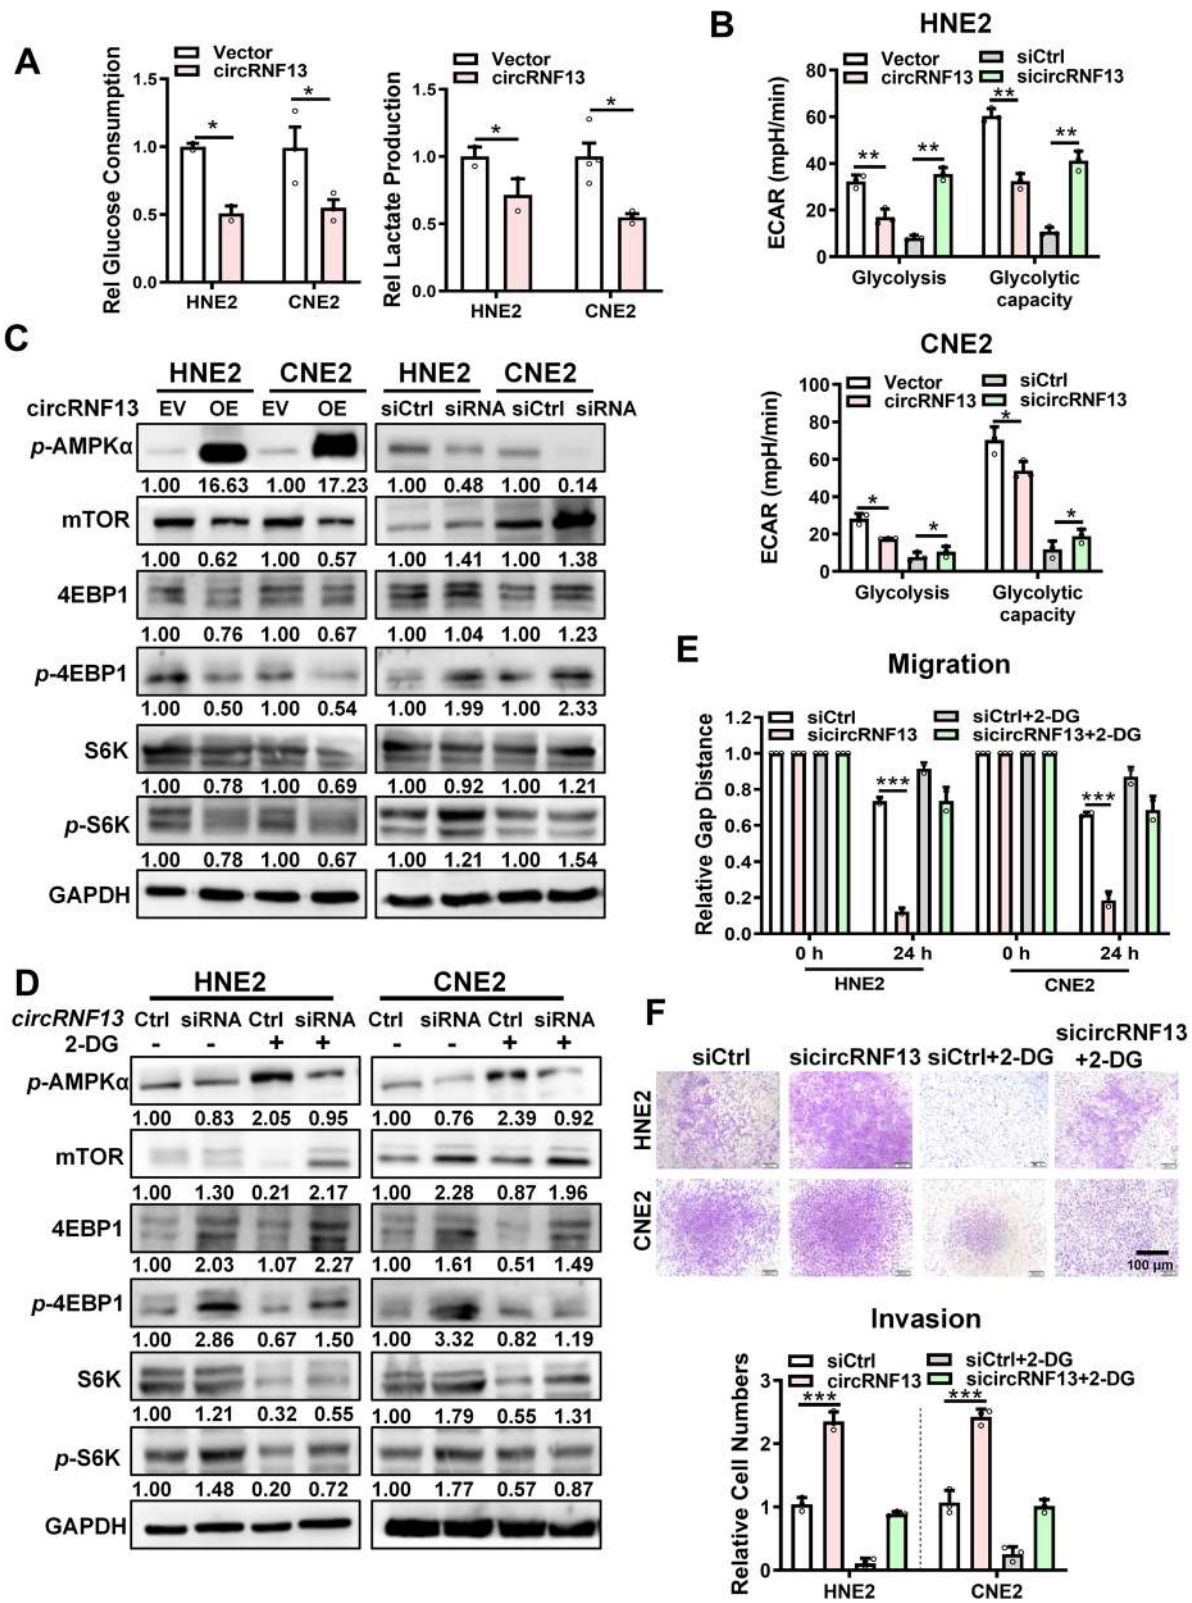 A
Vector
circRNF13
Rel Glucose Consumption
1.5
1.0
0.5
0.0
*
*
HNE2
CNE2
Vector
circRNF13
Rel Lactate Production
1.5
1.0
0.5
0.0
*
*
HNE2
CNE2
B
HNE2
Vector
siCtrl
circRNF13
sicircRNF13
ECAR (mpH/min)
80
60
40
20
0
**
**
**
**
Glycolysis
Glycolytic
capacity
CNE2
Vector
siCtrl
circRNF13
sicircRNF13
ECAR (mpH/min)
100
80
60
40
20
0
*
*
*
*
Glycolysis
Glycolytic
capacity
C
HNE2 CNE2 HNE2 CNE2
circRNF13 EV OE EV OE siCtrl siRNA siCtrl siRNA
p-AMPKα
1.00 16.63 1.00 17.23 1.00 0.48 1.00 0.14
mTOR
1.00 0.62 1.00 0.57 1.00 1.41 1.00 1.38
4EBP1
1.00 0.76 1.00 0.67 1.00 1.04 1.00 1.23
p-4EBP1
1.00 0.50 1.00 0.54 1.00 1.99 1.00 2.33
S6K
1.00 0.78 1.00 0.69 1.00 0.92 1.00 1.21
p-S6K
1.00 0.78 1.00 0.67 1.00 1.21 1.00 1.54
GAPDH
D
HNE2 CNE2
circRNF13 Ctrl siRNA Ctrl siRNA Ctrl siRNA Ctrl siRNA
2-DG - - + + - - + +
p-AMPKα
1.00 0.83 2.05 0.95 1.00 0.76 2.39 0.92
mTOR
1.00 1.30 0.21 2.17 1.00 2.28 0.87 1.96
4EBP1
1.00 2.03 1.07 2.27 1.00 1.61 0.51 1.49
p-4EBP1
1.00 2.86 0.67 1.50 1.00 3.32 0.82 1.19
S6K
1.00 1.21 0.32 0.55 1.00 1.79 0.55 1.31
p-S6K
1.00 1.48 0.20 0.72 1.00 1.77 0.57 0.87
GAPDH
E
Migration
siCtrl
siCtrl+2-DG
sicircRNF13
sicircRNF13+2-DG
Relative Gap Distance
1.2
1.0
0.8
0.6
0.4
0.2
0.0
***
***
0 h 24 h 0 h 24 h
HNE2 CNE2
F
siCtrl sicircRNF13 siCtrl+2-DG sicircRNF13
+2-DG
HNE2
CNE2
100 μm
Invasion
siCtrl
siCtrl+2-DG
circRNF13
sicircRNF13+2-DG
Relative Cell Numbers
3
2
1
0
***
***
HNE2 CNE2